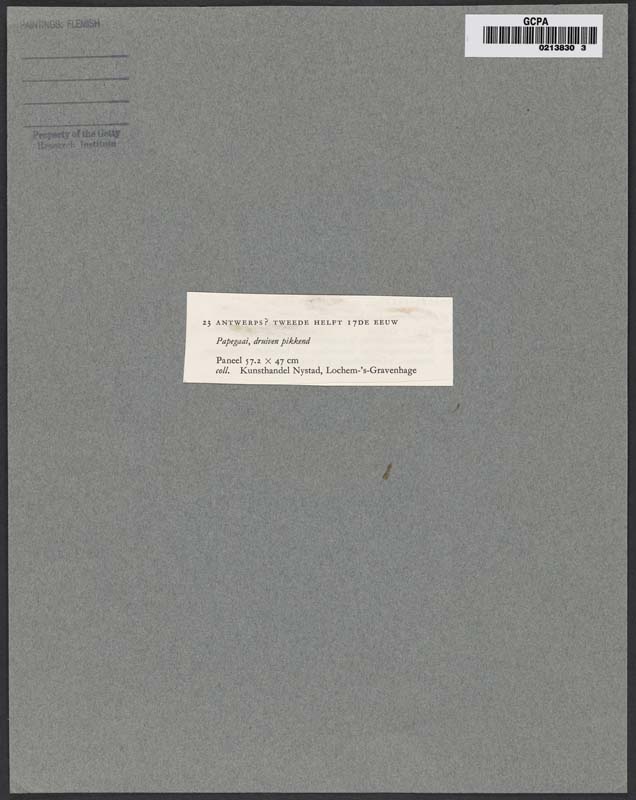 PAINTINGS: FLEMISH
GCPA
0213830 3
Property of the Getty
Research Institute
23 ANTWERPS? TWEEDE HELFT 17DE EEUW
Papegaai, druiven pikkend
Paneel 57.2 × 47 cm
coll. Kunsthandel Nystad, Lochem-'s-Gravenhage